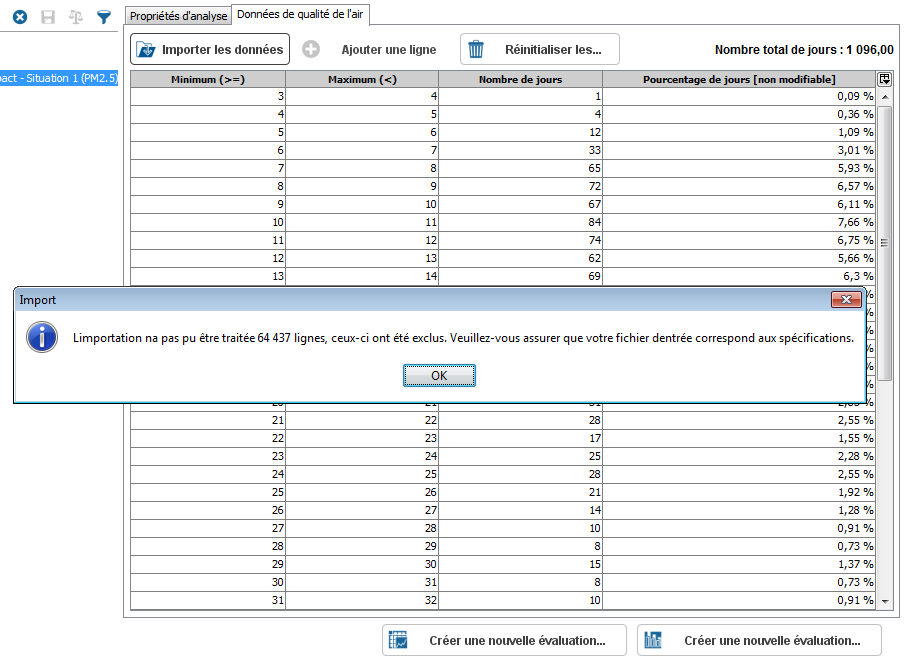 Propriétés d'analyse Données de qualité de l'air
Importer les données Ajouter une ligne Réinitialiser les... Nombre total de jours : 1 096,00
pact - Situation 1 (PM2.5)
Minimum (>=) Maximum (<) Nombre de jours Pourcentage de jours [non modifiable]
3 4 1 0,09 %
4 5 4 0,36 %
5 6 12 1,09 %
6 7 33 3,01 %
7 8 65 5,93 %
8 9 72 6,57 %
9 10 67 6,11 %
10 11 84 7,66 %
11 12 74 6,75 %
12 13 62 5,66 %
13 14 69 6,3 %
Import
Limportation na pas pu être traitée 64 437 lignes, ceux-ci ont été exclus. Veuillez-vous assurer que votre fichier dentrée correspond aux spécifications.
OK
21 22 28 2,55 %
22 23 17 1,55 %
23 24 25 2,28 %
24 25 28 2,55 %
25 26 21 1,92 %
26 27 14 1,28 %
27 28 10 0,91 %
28 29 8 0,73 %
29 30 15 1,37 %
30 31 8 0,73 %
31 32 10 0,91 %
Créer une nouvelle évaluation... Créer une nouvelle évaluation...